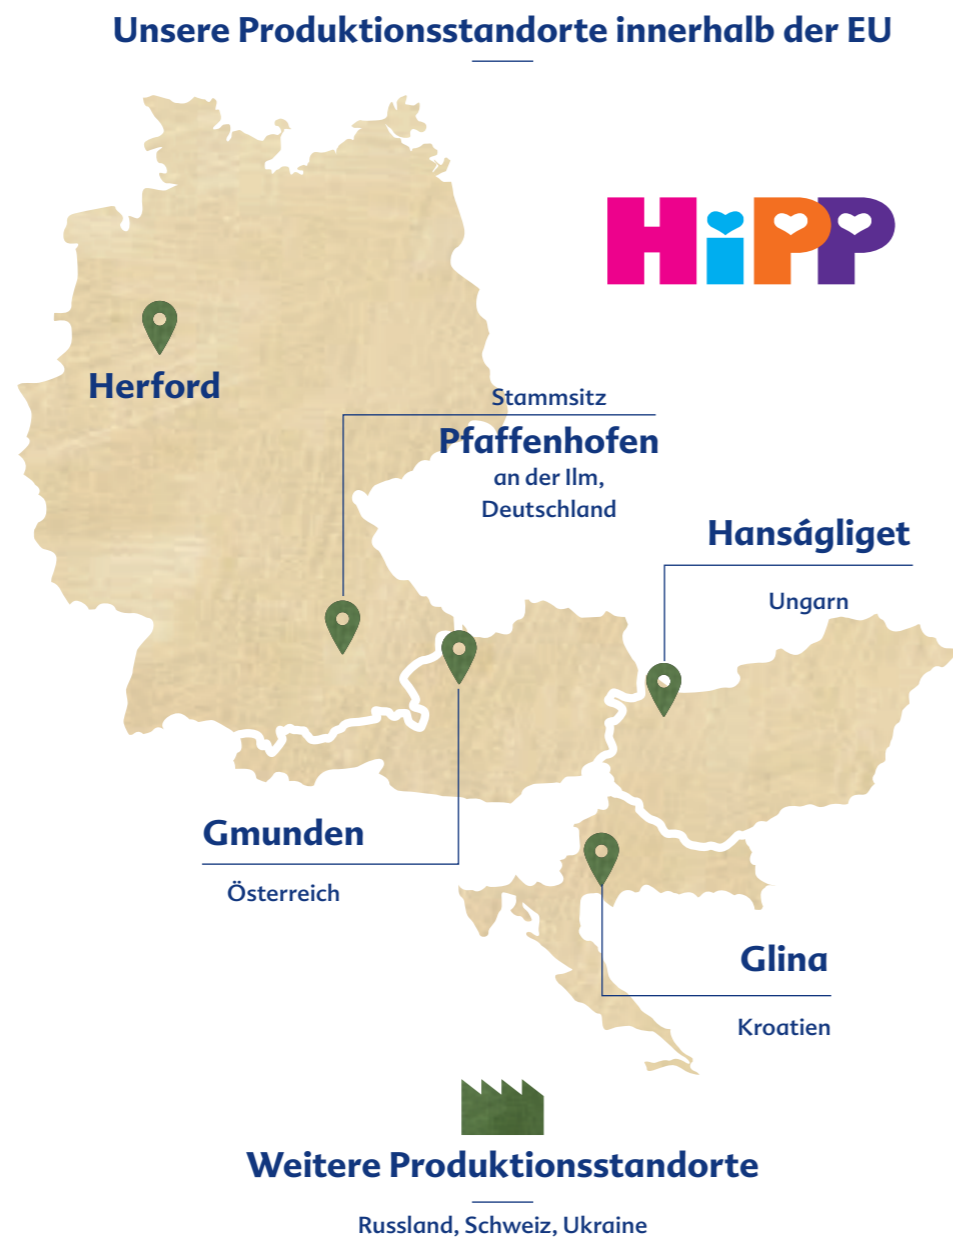 Unsere Produktionsstandorte innerhalb der EU
HiPP
Herford
Stammsitz
Pfaffenhofen
an der Ilm,
Deutschland
Hanságliget
Ungarn
Gmunden
Österreich
Glina
Kroatien
Weitere Produktionsstandorte
Russland, Schweiz, Ukraine